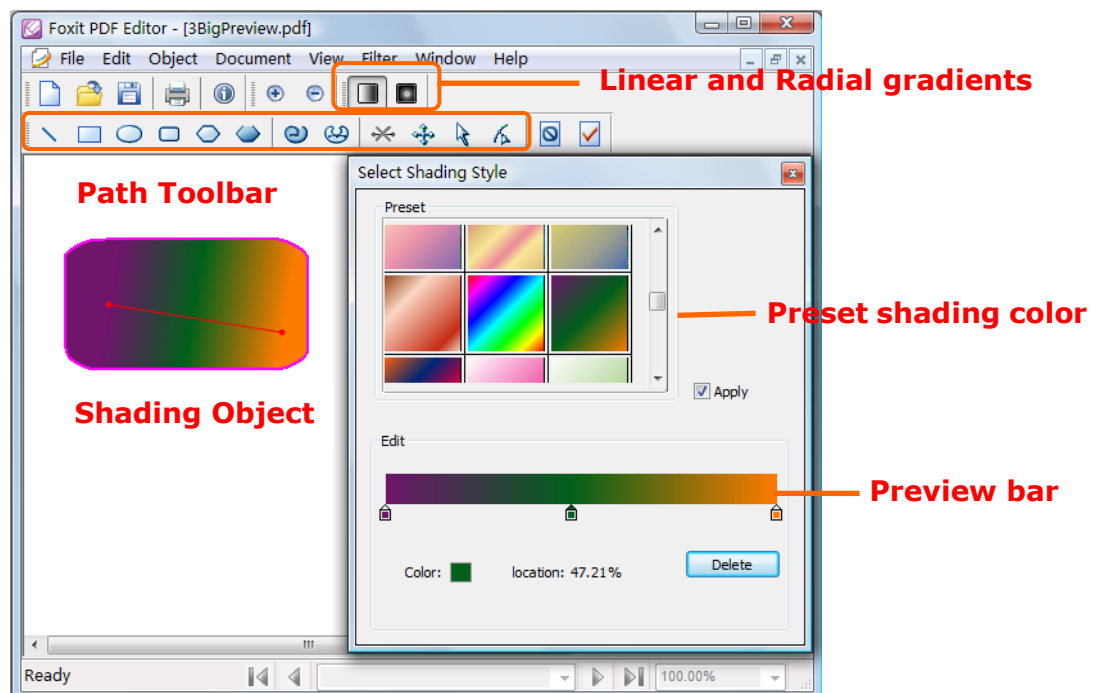 Foxit PDF Editor - [3BigPreview.pdf]
File Edit Object Document View Filter Window Help
Linear and Radial gradients
Path Toolbar
Select Shading Style
Preset
Preset shading color
Apply
Shading Object
Edit
Preview bar
Color: location: 47.21%
Delete
Ready
100.00%